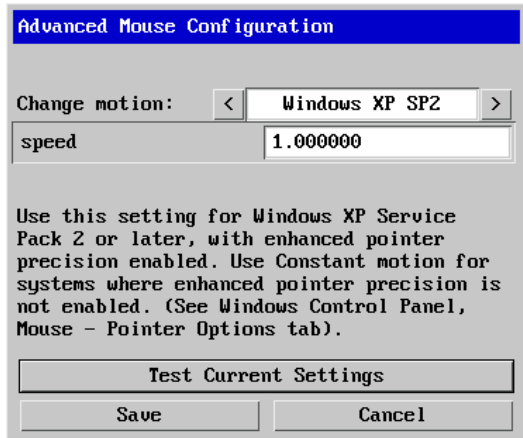 Advanced Mouse Configuration
Change motion: < Windows XP SP2 >
speed 1.000000
Use this setting for Windows XP Service
Pack 2 or later, with enhanced pointer
precision enabled. Use Constant motion for
systems where enhanced pointer precision is
not enabled. (See Windows Control Panel,
Mouse - Pointer Options tab).
Test Current Settings
Save Cancel